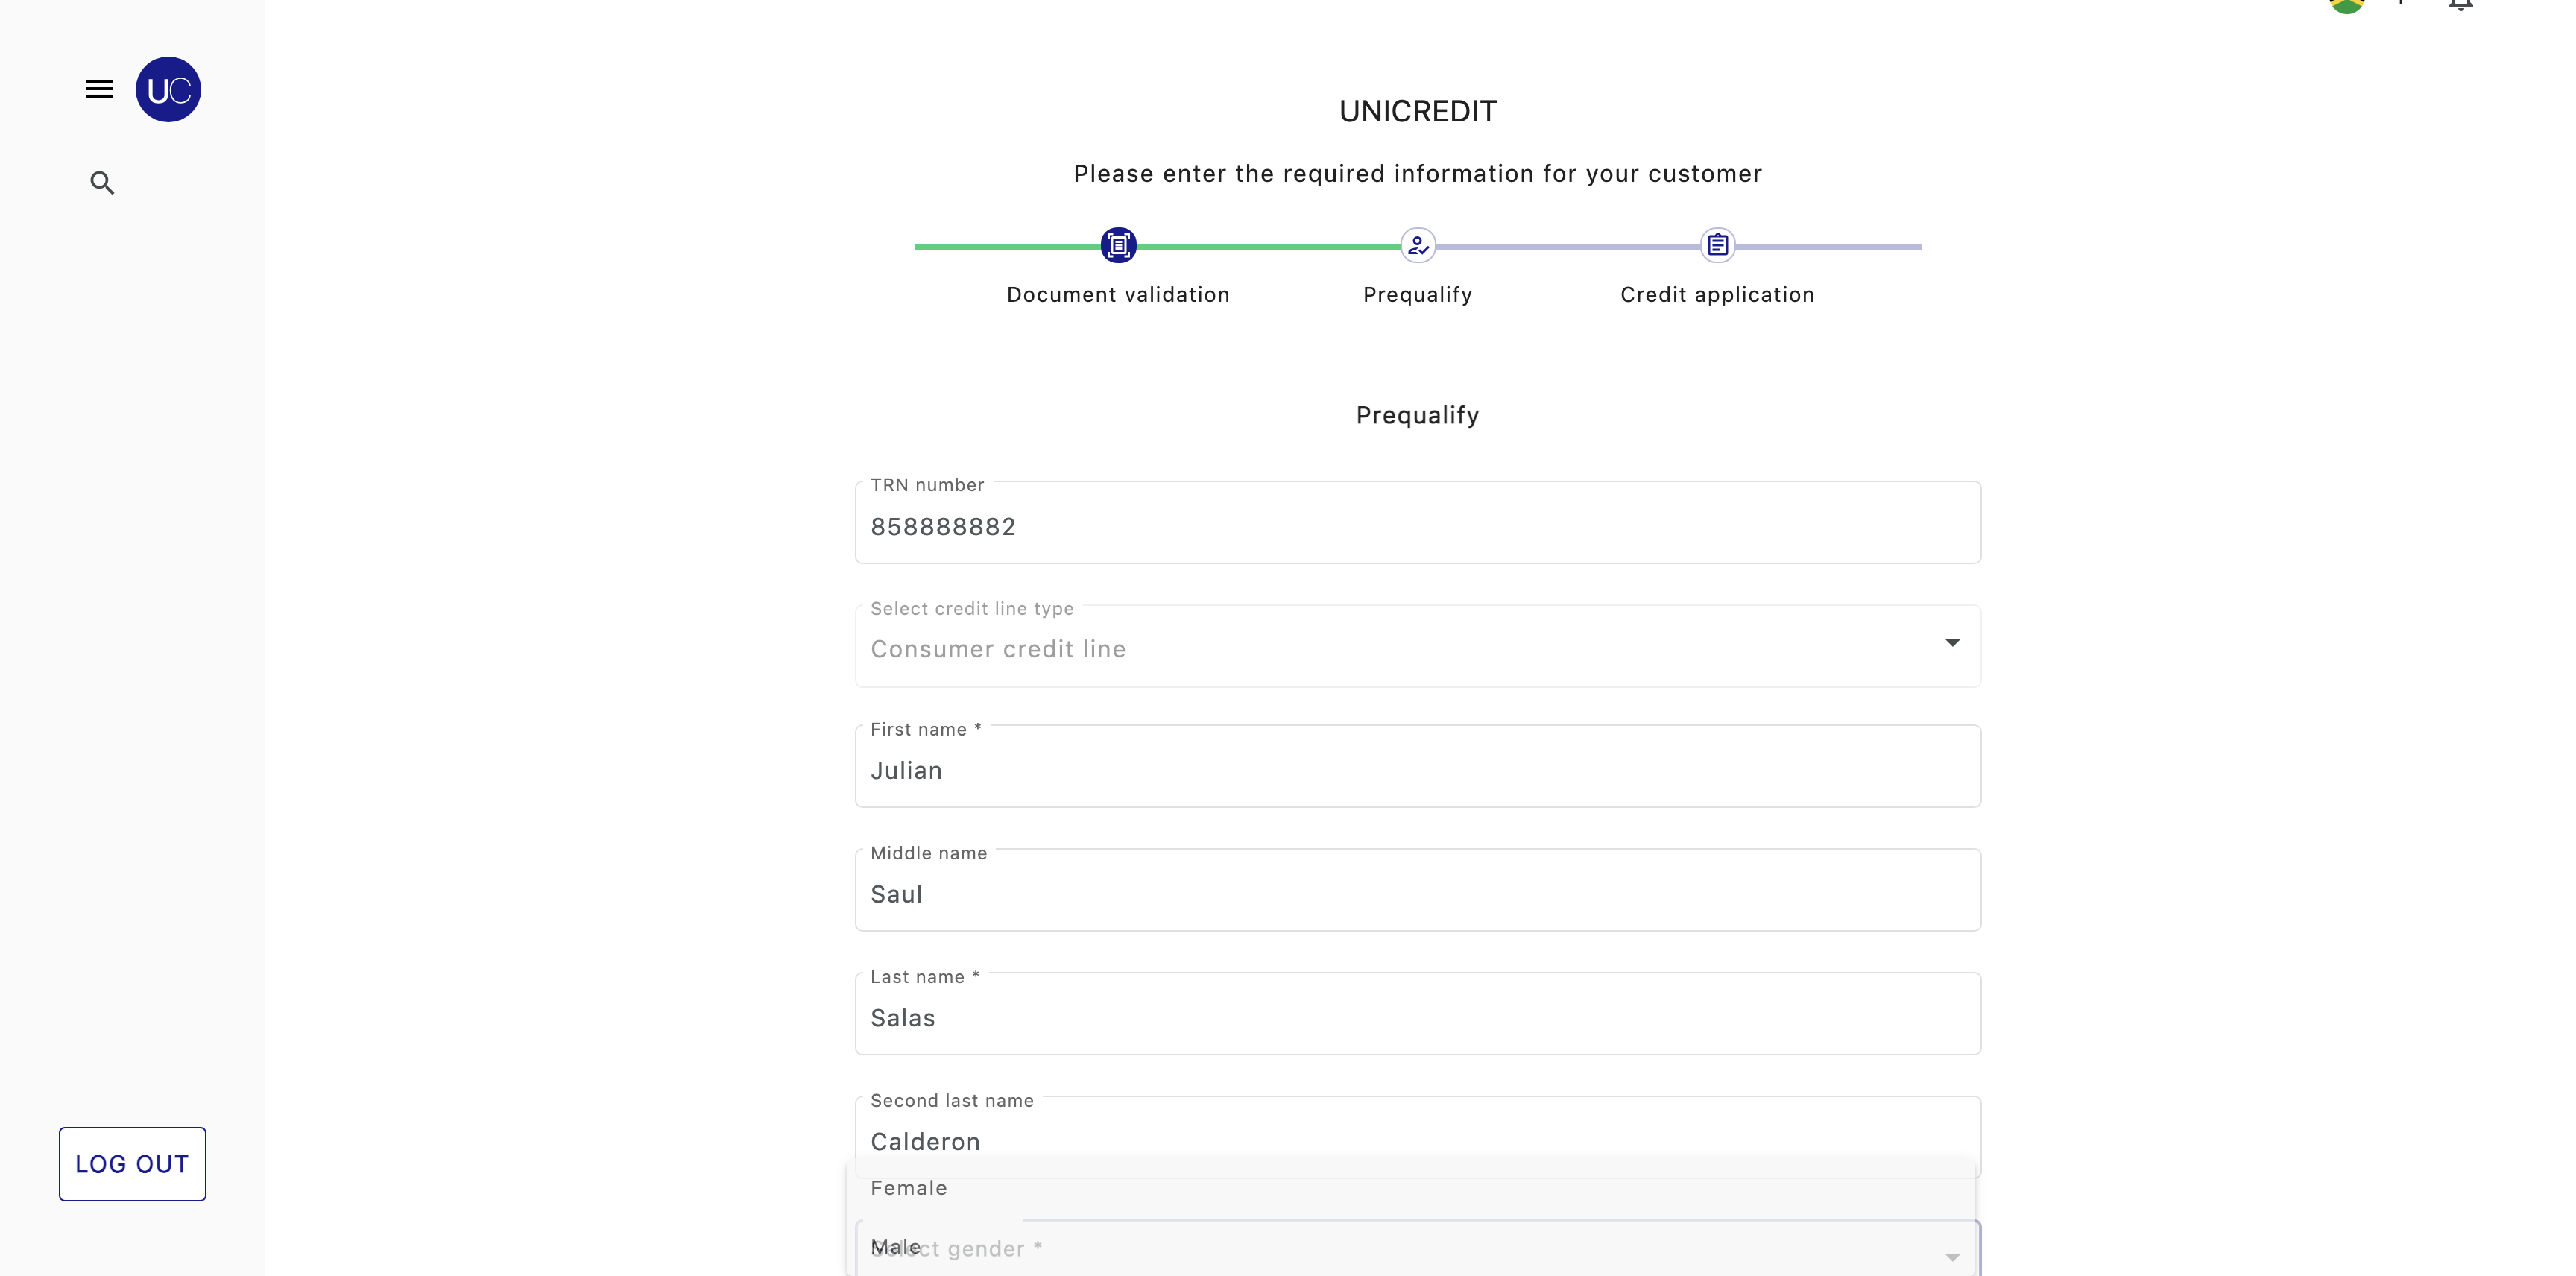 UC
UNICREDIT
Please enter the required information for your customer
Document validation
Prequalify
Credit application
Prequalify
TRN number
858888882
Select credit line type
Consumer credit line
First name *
Julian
Middle name
Saul
Last name *
Salas
Second last name
Calderon
Female
Male
Select gender *
LOG OUT